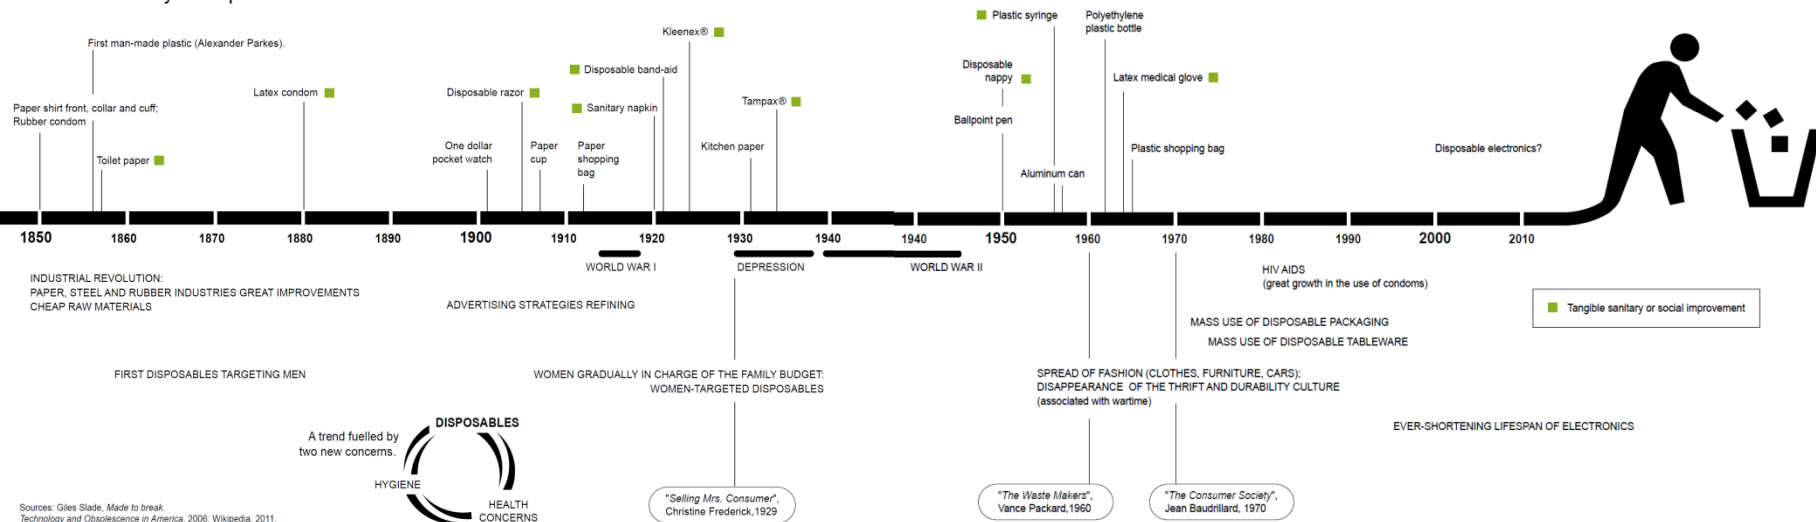 First man-made plastic (Alexander Parkes).
Paper shirt front, collar and cuff;
Rubber condom
Toilet paper
Latex condom
Disposable razor
One dollar
pocket watch
Paper
cup
Kleenex®
Disposable band-aid
Sanitary napkin
Paper
shopping
bag
Tampax®
Kitchen paper
Plastic syringe
Polyethylene
plastic bottle
Disposable
nappy
Latex medical glove
Ballpoint pen
Plastic shopping bag
Aluminum can
Disposable electronics?
1850
1860
1870
1880
1890
1900
1910
1920
1930
1940
1940
1950
1960
1970
1980
1990
2000
2010
WORLD WAR I
DEPRESSION
WORLD WAR II
INDUSTRIAL REVOLUTION:
PAPER, STEEL AND RUBBER INDUSTRIES GREAT IMPROVEMENTS
CHEAP RAW MATERIALS
ADVERTISING STRATEGIES REFINING
HIV AIDS
(great growth in the use of condoms)
Tangible sanitary or social improvement
MASS USE OF DISPOSABLE PACKAGING
MASS USE OF DISPOSABLE TABLEWARE
FIRST DISPOSABLES TARGETING MEN
WOMEN GRADUALLY IN CHARGE OF THE FAMILY BUDGET:
WOMEN-TARGETED DISPOSABLES
SPREAD OF FASHION (CLOTHES, FURNITURE, CARS);
DISAPPEARANCE OF THE THRIFT AND DURABILITY CULTURE
(associated with wartime)
EVER-SHORTENING LIFESPAN OF ELECTRONICS
DISPOSABLES
A trend fuelled by
two new concerns.
HYGIENE
HEALTH
CONCERNS
"Selling Mrs. Consumer",
Christine Frederick,1929
"The Waste Makers",
Vance Packard,1960
"The Consumer Society",
Jean Baudrillard, 1970
Sources: Giles Slade, Made to break.
Technology and Obsolescence in America, 2006; Wikipedia, 2011.